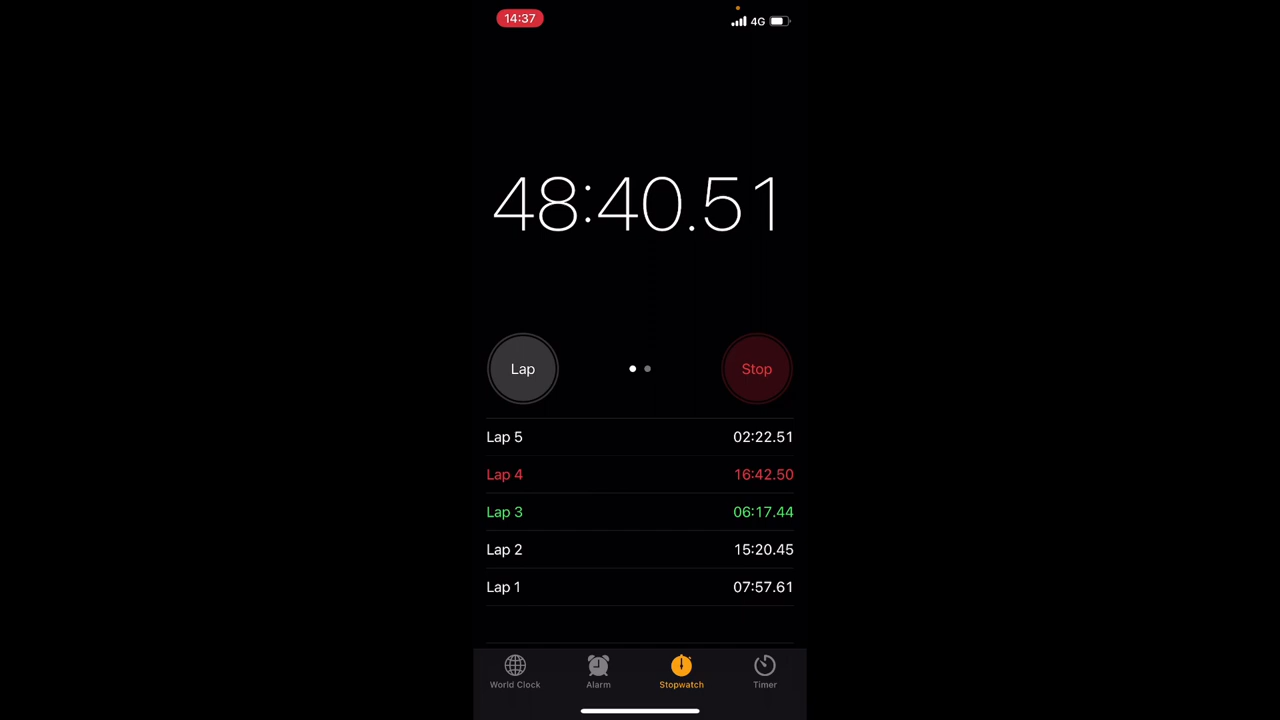 14:37 4G
48:40.51
Lap Stop
Lap 5 02:22.51
Lap 4 16:42.50
Lap 3 06:17.44
Lap 2 15:20.45
Lap 1 07:57.61
World Clock Alarm Stopwatch Timer